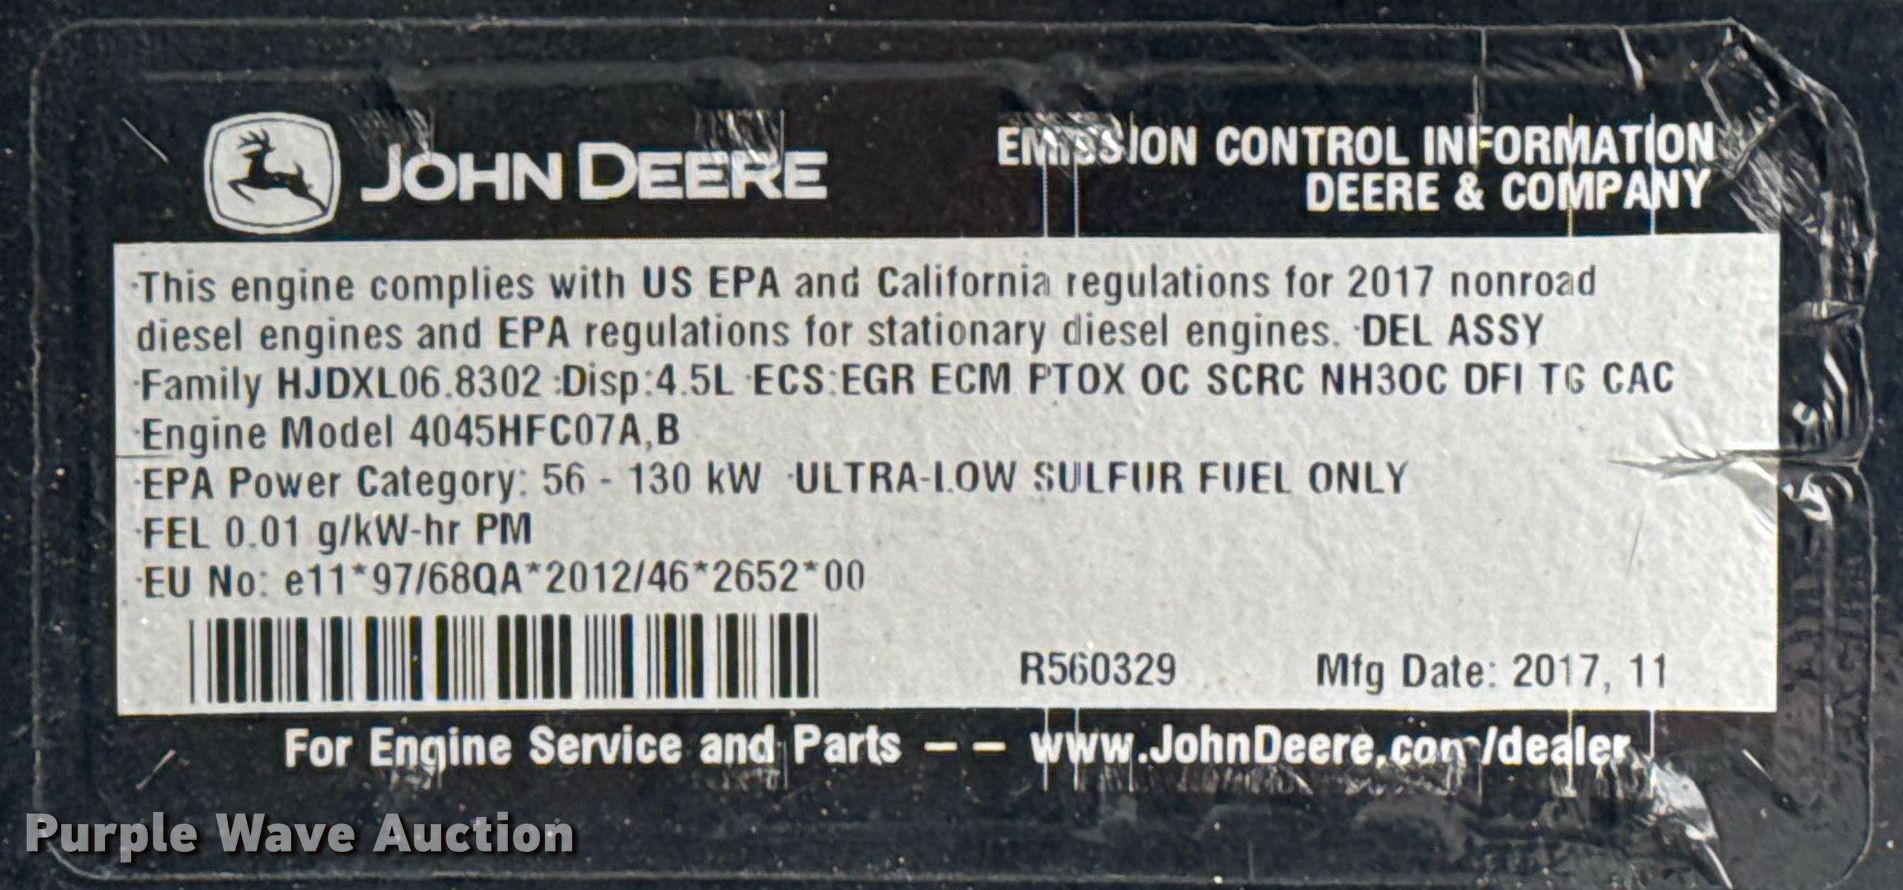 JOHN DEERE
EMISSION CONTROL INFORMATION
DEERE & COMPANY
·This engine complies with US EPA and California regulations for 2017 nonroad
diesel engines and EPA regulations for stationary diesel engines. ·DEL ASSY
·Family HJDXL06.8302 ·Disp:4.5L ·ECS:EGR ECM PTOX OC SCRC NH3OC DFI TC CAC
·Engine Model 4045HFC07A,B
·EPA Power Category: 56 - 130 kW ·ULTRA-LOW SULFUR FUEL ONLY
·FEL 0.01 g/kW-hr PM
·EU No: e11*97/68QA*2012/46*2652*00
R560329 Mfg Date: 2017, 11
For Engine Service and Parts -- www.JohnDeere.com/dealer
Purple Wave Auction